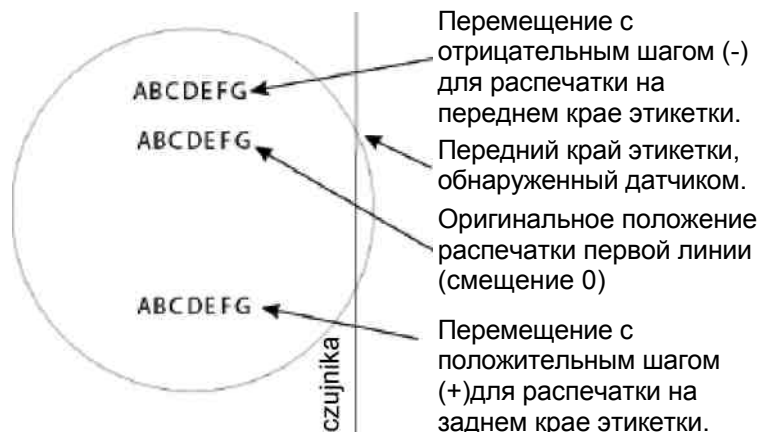 Перемещение с
отрицательным шагом (-)
для распечатки на
переднем крае этикетки.
ABCDEFG
ABCDEFG
Передний край этикетки,
обнаруженный датчиком.
Оригинальное положение
распечатки первой линии
(смещение 0)
ABCDEFG
Перемещение с
положительным шагом
(+)для распечатки на
заднем крае этикетки.
czujnika